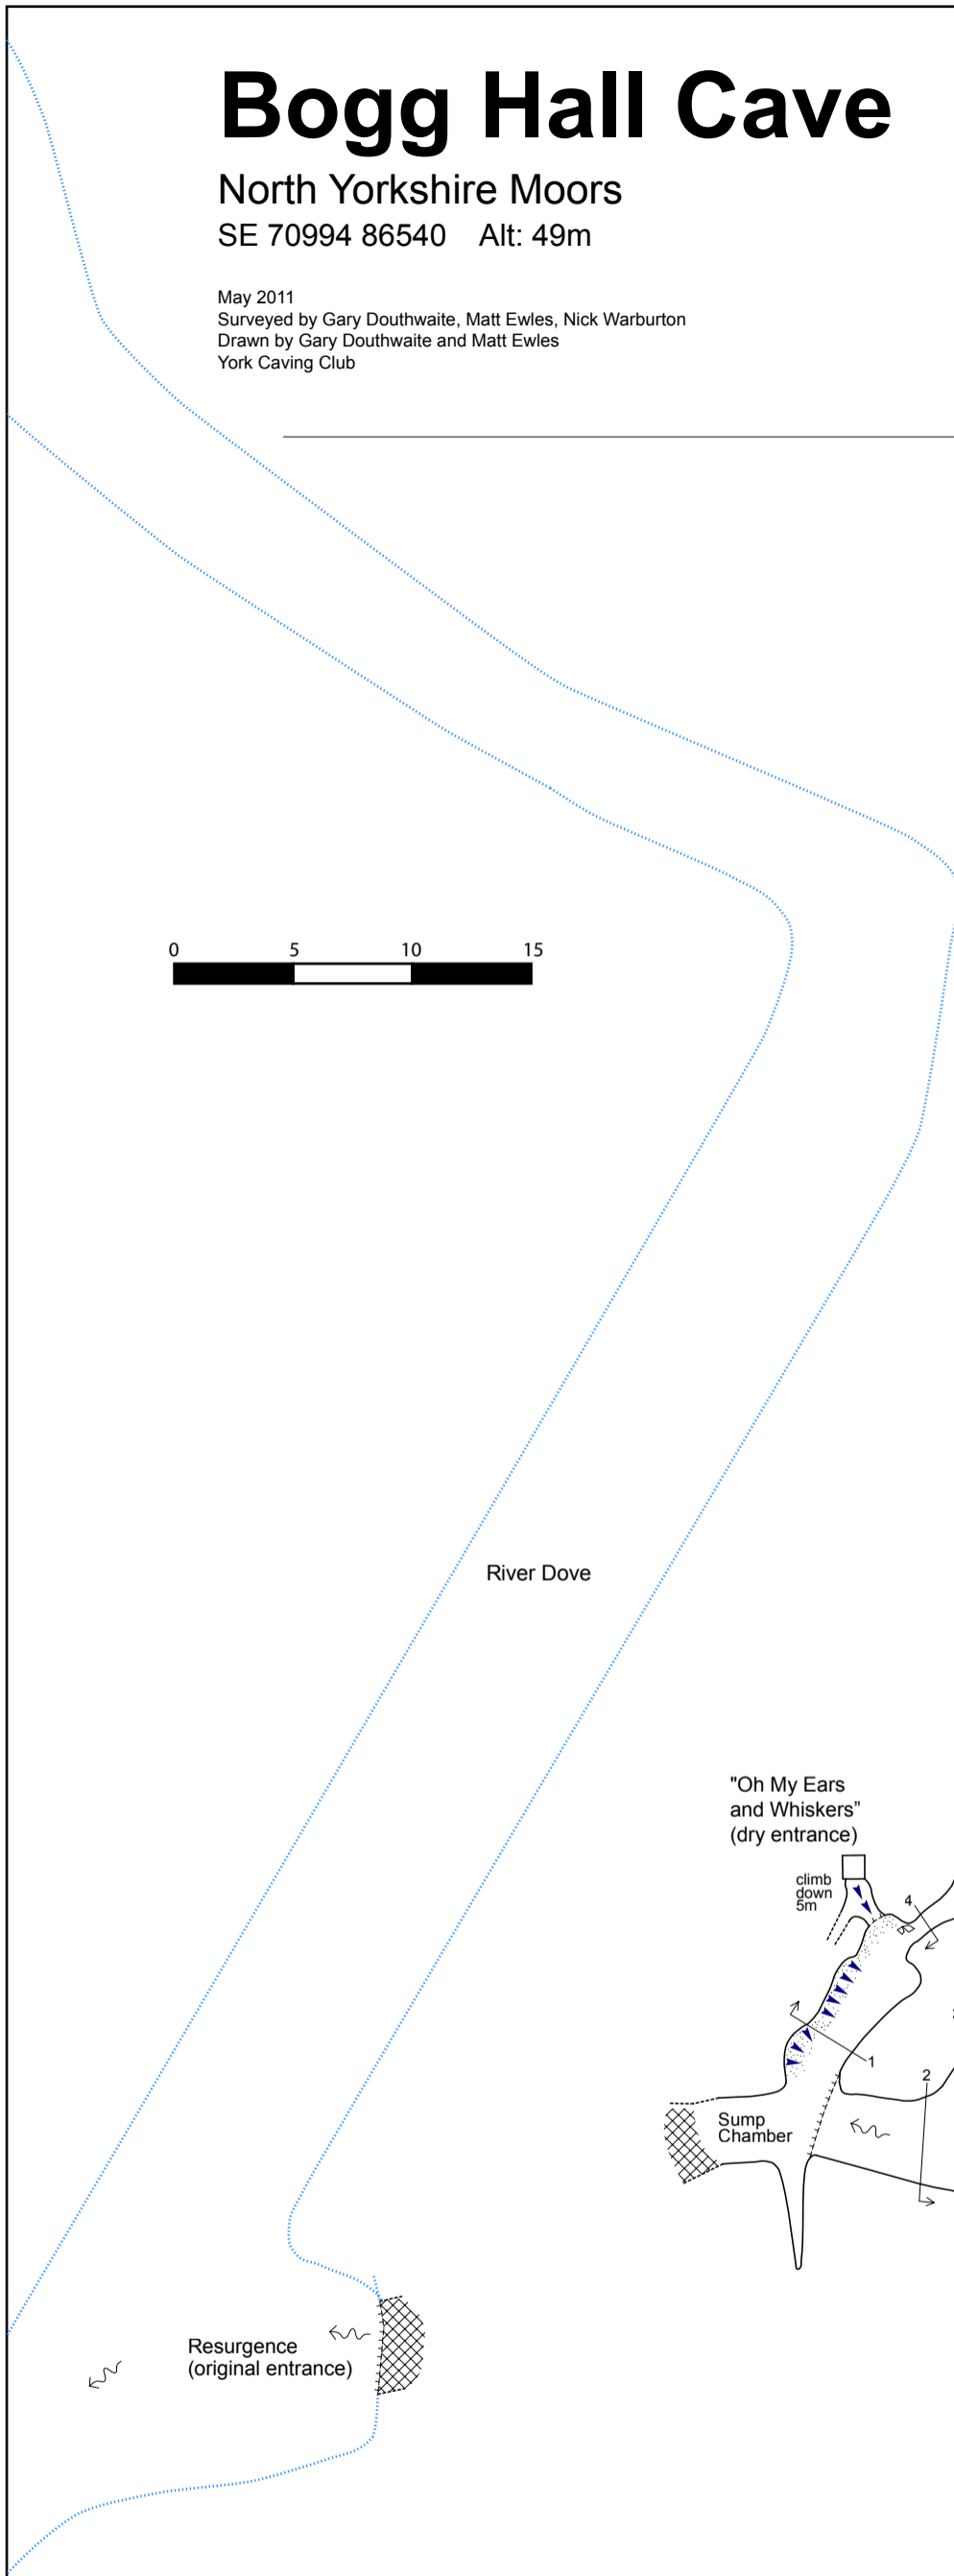 Bogg Hall Cave
North Yorkshire Moors
SE 70994 86540 Alt: 49m
May 2011
Surveyed by Gary Douthwaite, Matt Ewles, Nick Warburton
Drawn by Gary Douthwaite and Matt Ewles
York Caving Club
0 5 10 15
River Dove
"Oh My Ears
and Whiskers”
(dry entrance)
climb
down
5m
4
1
2
Sump
Chamber
Resurgence
(original entrance)